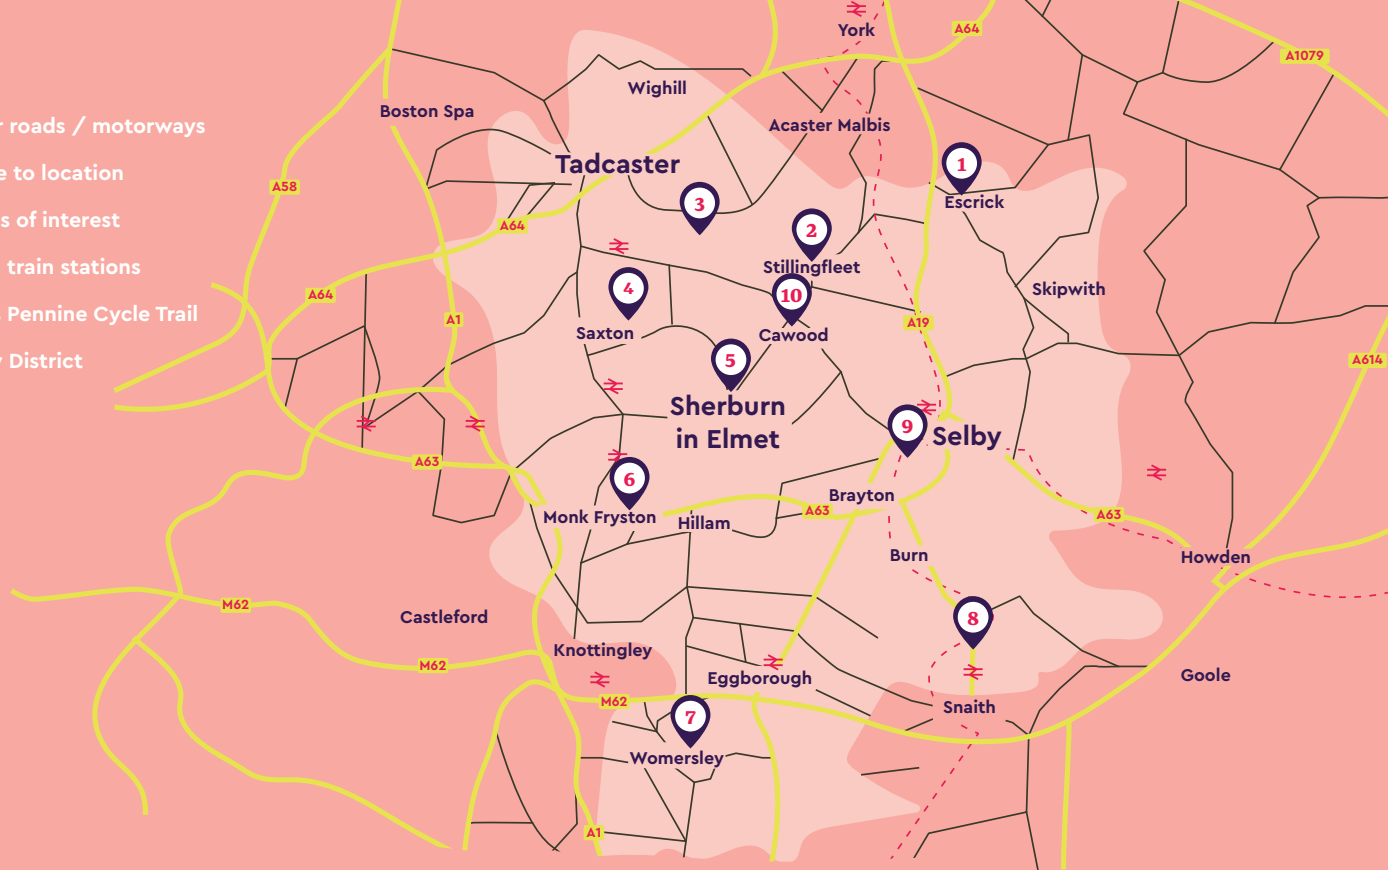 York
A64
A1079
Wighill
Boston Spa
r roads / motorways
Acaster Malbis
1
Tadcaster
e to location
A58
Escrick
3
s of interest
A64
2
Stillingfleet
train stations
4
10
Skipwith
A64
s Pennine Cycle Trail
A1
A19
Saxton
Cawood
5
y District
A614
Sherburn
in Elmet
9
Selby
A63
6
Brayton
A63
A63
Monk Fryston
Hillam
Burn
Howden
M62
Castleford
8
Knottingley
M62
Eggborough
Goole
M62
Snaith
7
Womersley
A1